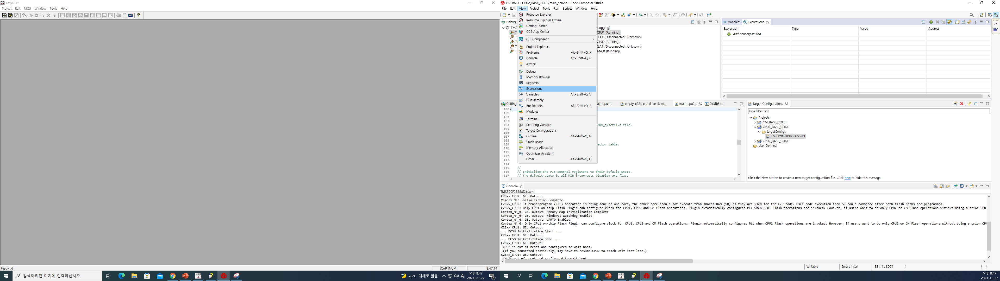 easyDSP
Project Edit MCU Window Tools Help
Ready ;-)
CAP NUM 8:47:14
검색하려면 여기에 입력하십시오.
-3°C 대체로 맑음
A
오후 8:47
2021-12-27
2
F2838xD - CPU2_BASE_CODE/main_cpu2.c - Code Composer Studio
File Edit View Project Tools Run Scripts Window Help
Resource Explorer
Resource Explorer Offline
Getting Started
CCS App Center
GUI Composer™
Project Explorer
Problems Alt+Shift+Q, X
Console Alt+Shift+Q, C
Advice
Debug
Memory Browser
Registers
Expressions
Variables Alt+Shift+Q, V
Disassembly
Breakpoints Alt+Shift+Q, B
Modules
Terminal
Scripting Console
Target Configurations
Outline Alt+Shift+Q, O
Stack Usage
Memory Allocation
Optimizer Assistant
Other... Alt+Shift+Q, Q
Debug
TMS
ebugging]
CPU1 (Running)
CLA1 (Disconnected : Unknown)
CPU2 (Running)
CLA1 (Disconnected : Unknown)
M4_0 (Running)
Variables Expressions
Expression Type Value Address
Add new expression
Getting
ain_cpu1.c empty_c28x_cm_driverlib_m... main_cpu2.c 0x3fb5bb
100 {
101
102
103
104 38x_sysctrl.c file.
105
106
107
108
109 ector table:
110
111
112
113
114
115 //
116 // Initialize the PIE control registers to their default state.
117 // The default state is all PIE interrupts disabled and flags
Target Configurations
type filter text
Projects
CM_BASE_CODE
CPU1_BASE_CODE
targetConfigs
TMS320F28388D.ccxml
CPU2_BASE_CODE
User Defined
Click the New button to create a new target configuration file. Click here to hide this message.
Console
TMS320F28388D.ccxml
C28xx_CPU2: GEL Output:
Memory Map Initialization Complete
C28xx_CPU2: If erase/program (E/P) operation is being done on one core, the other core should not execute from shared-RAM (SR) as they are used for the E/P code. User code execution from SR could commence after both flash banks are programmed.
C28xx_CPU2: Only CPU1 on-chip Flash Plugin can configure clock for CPU1, CPU2 and CM Flash operations. Plugin automatically configures PLL when CPU1 Flash operations are invoked. However, if users want to do only CPU2 or CM Flash operations without doing a prior CPU
Cortex_M4_0: GEL Output: Memory Map Initialization Complete
Cortex_M4_0: GEL Output: Windowed Watchdog Enabled
Cortex_M4_0: GEL Output: UART0 Enabled
Cortex_M4_0: Only CPU1 on-chip Flash Plugin can configure clock for CPU1, CPU2 and CM Flash operations. Plugin automatically configures PLL when CPU1 Flash operations are invoked. However, if users want to do only CPU2 or CM Flash operations without doing a prior CPU
C28xx_CPU1: GEL Output:
... DCSM Initialization Start ...
C28xx_CPU1: GEL Output:
... DCSM Initialization Done ...
C28xx_CPU1: GEL Output:
CPU2 is out of reset and configured to wait boot.
(If you connected previously, may have to resume CPU2 to reach wait boot loop.)
C28xx_CPU1: GEL Output:
CM is out of reset and configured to wait boot
Writable Smart Insert 88 : 1 : 3004
오후 8:47
2021-12-27